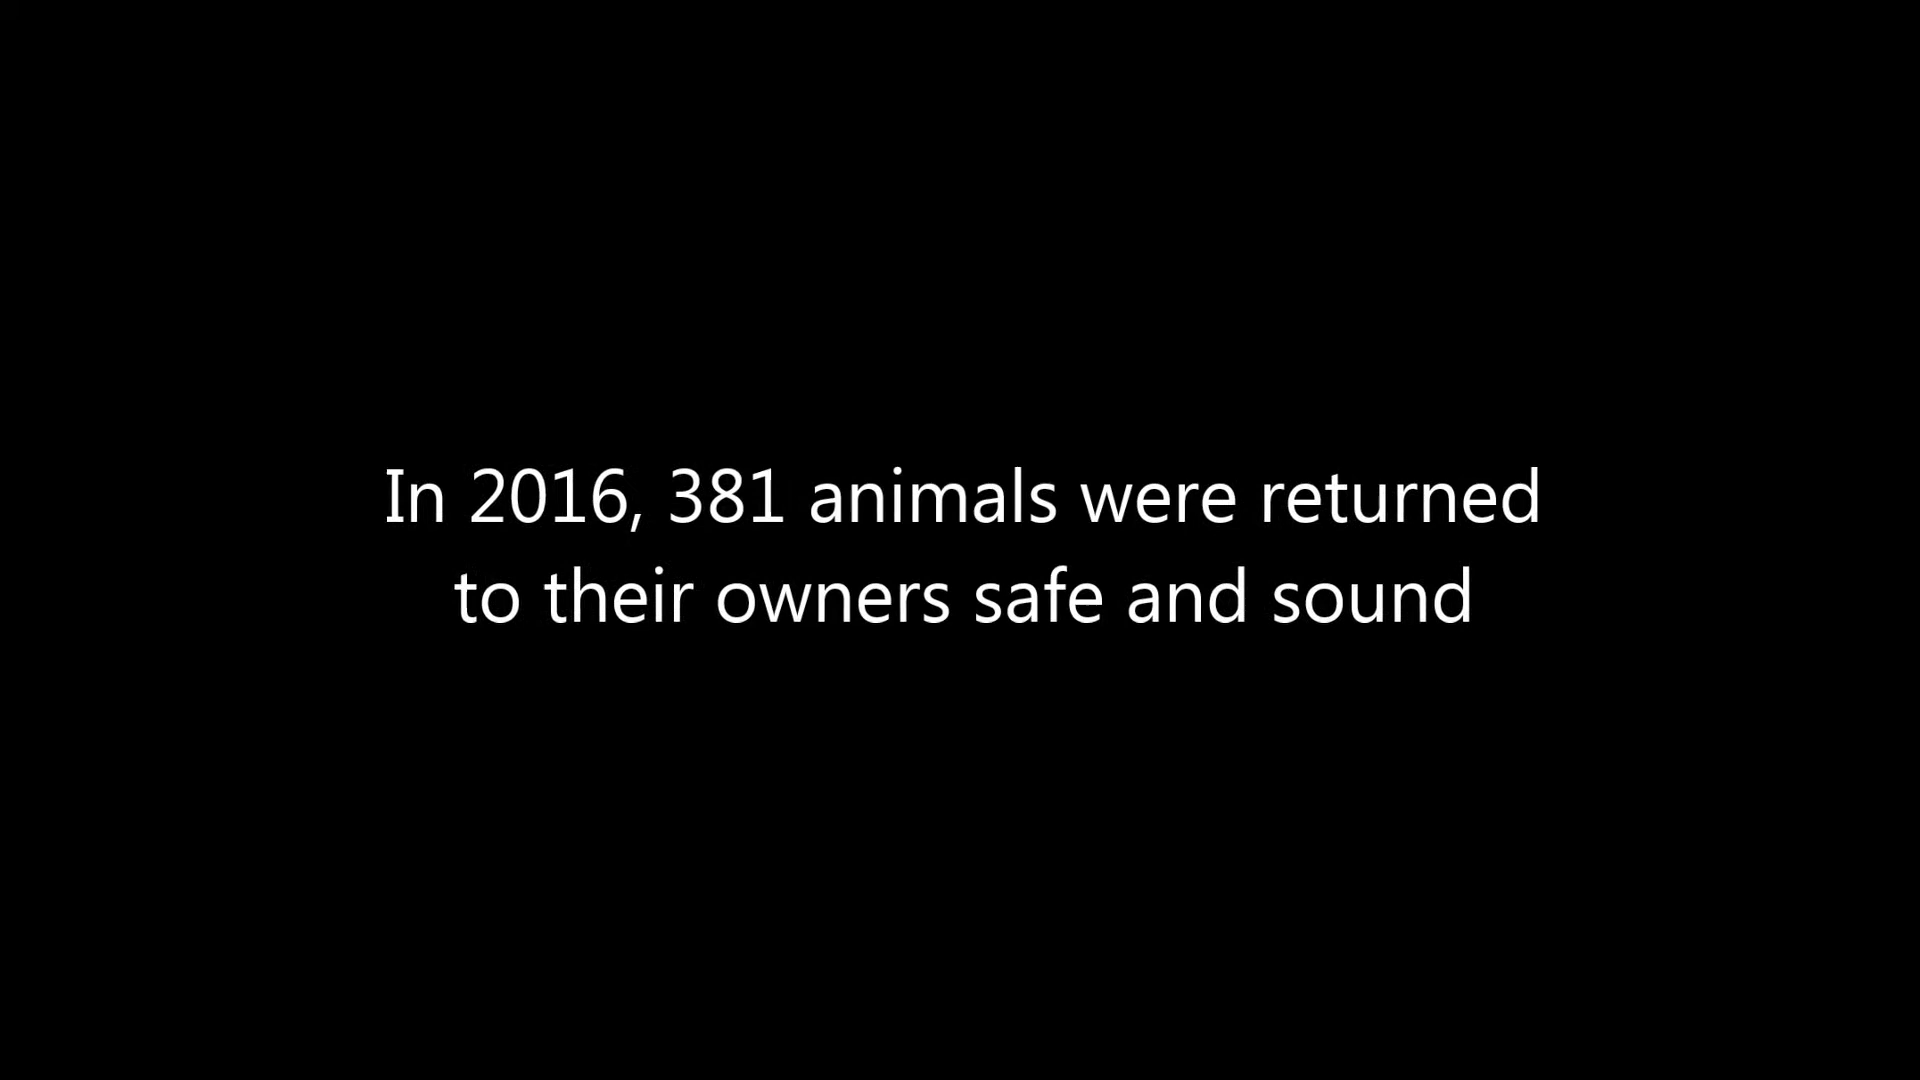 In 2016, 381 animals were returned
to their owners safe and sound